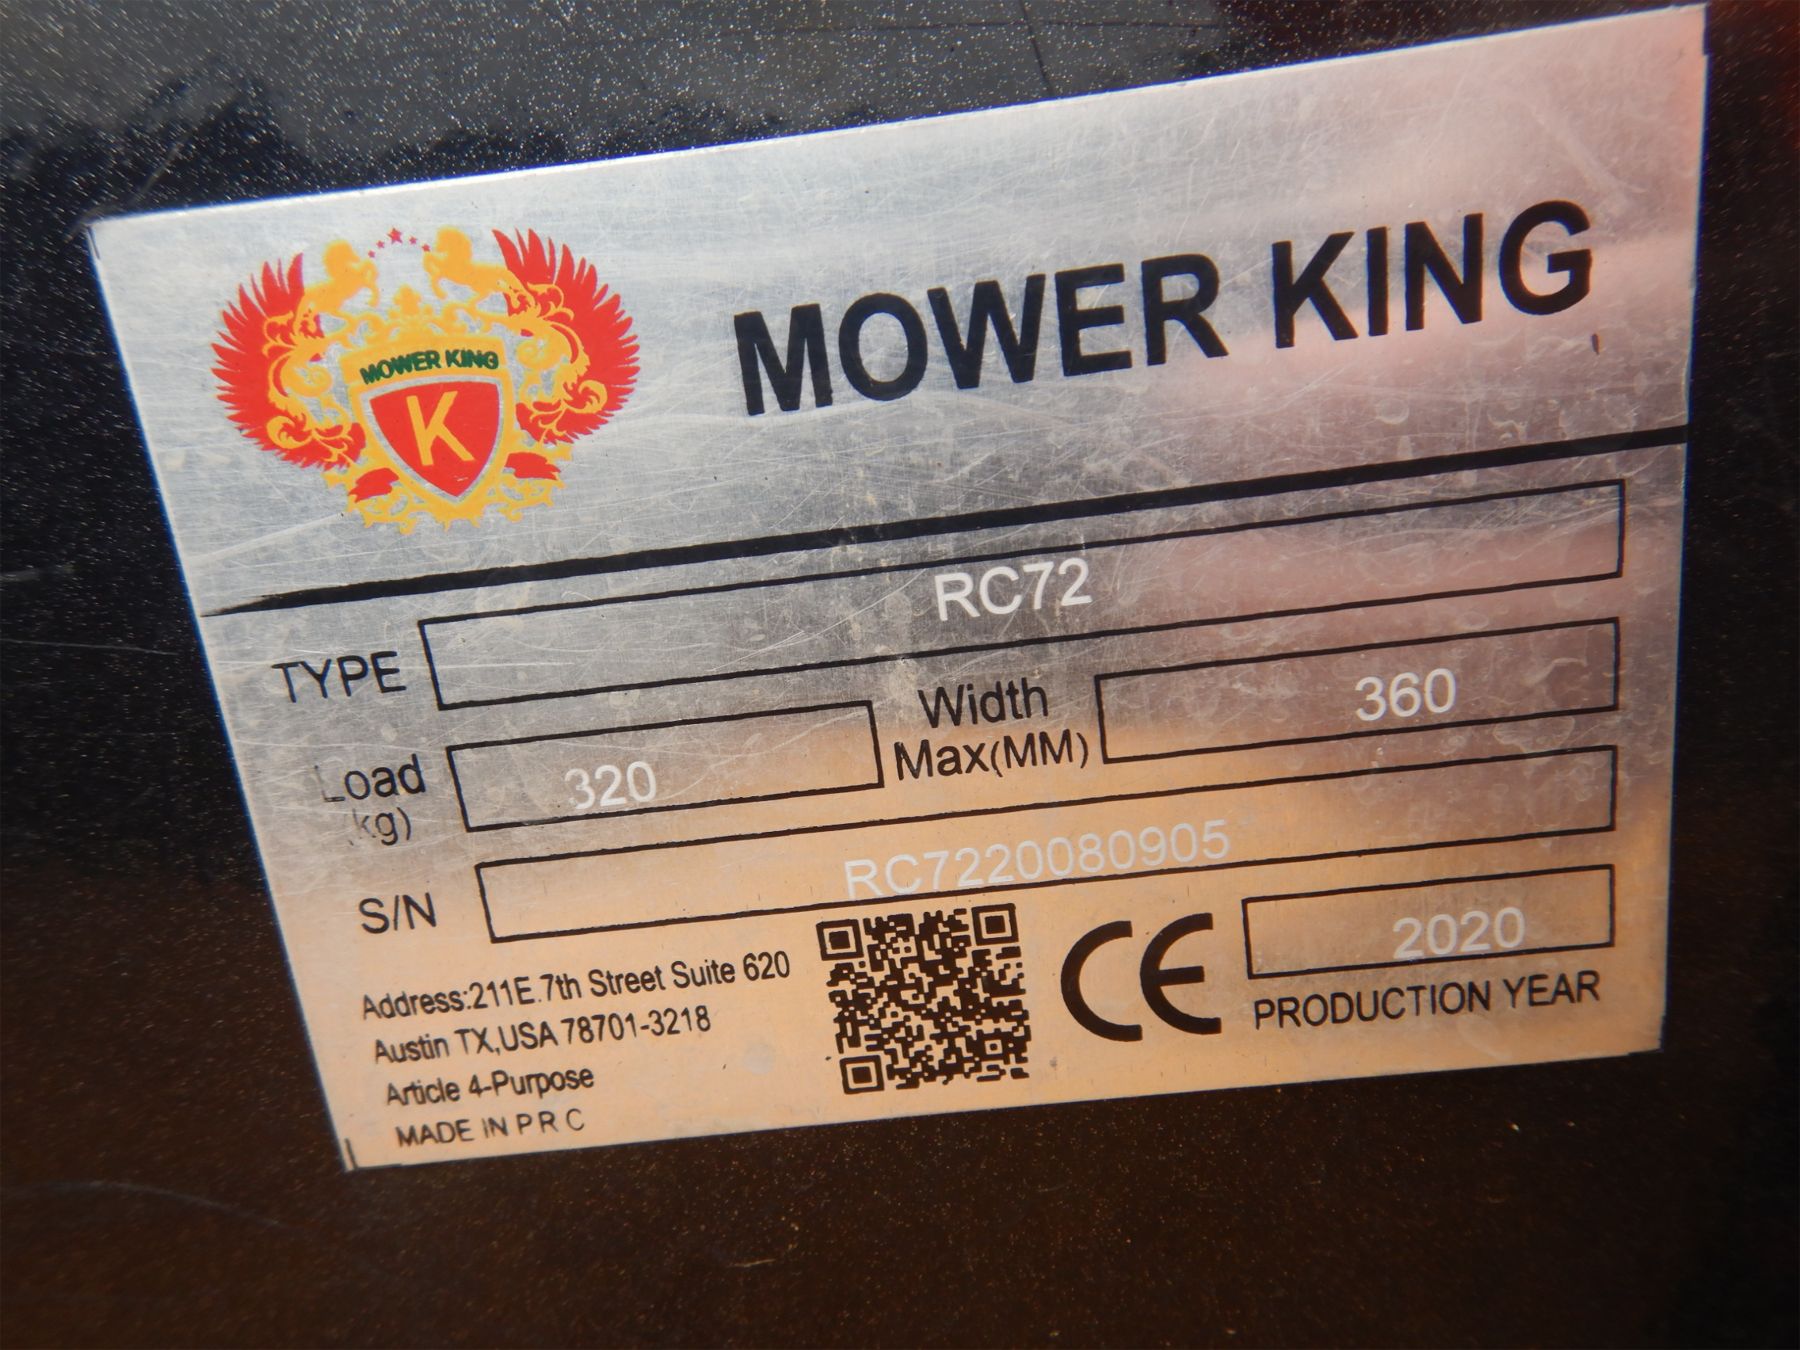 MOWER KING
K
MOWER KING
TYPE RC72
Load (kg) 320 Width Max(MM) 360
S/N RC7220080905
Address:211E.7th Street Suite 620
Austin TX,USA 78701-3218
Article 4-Purpose
MADE IN P R C
CE
2020
PRODUCTION YEAR